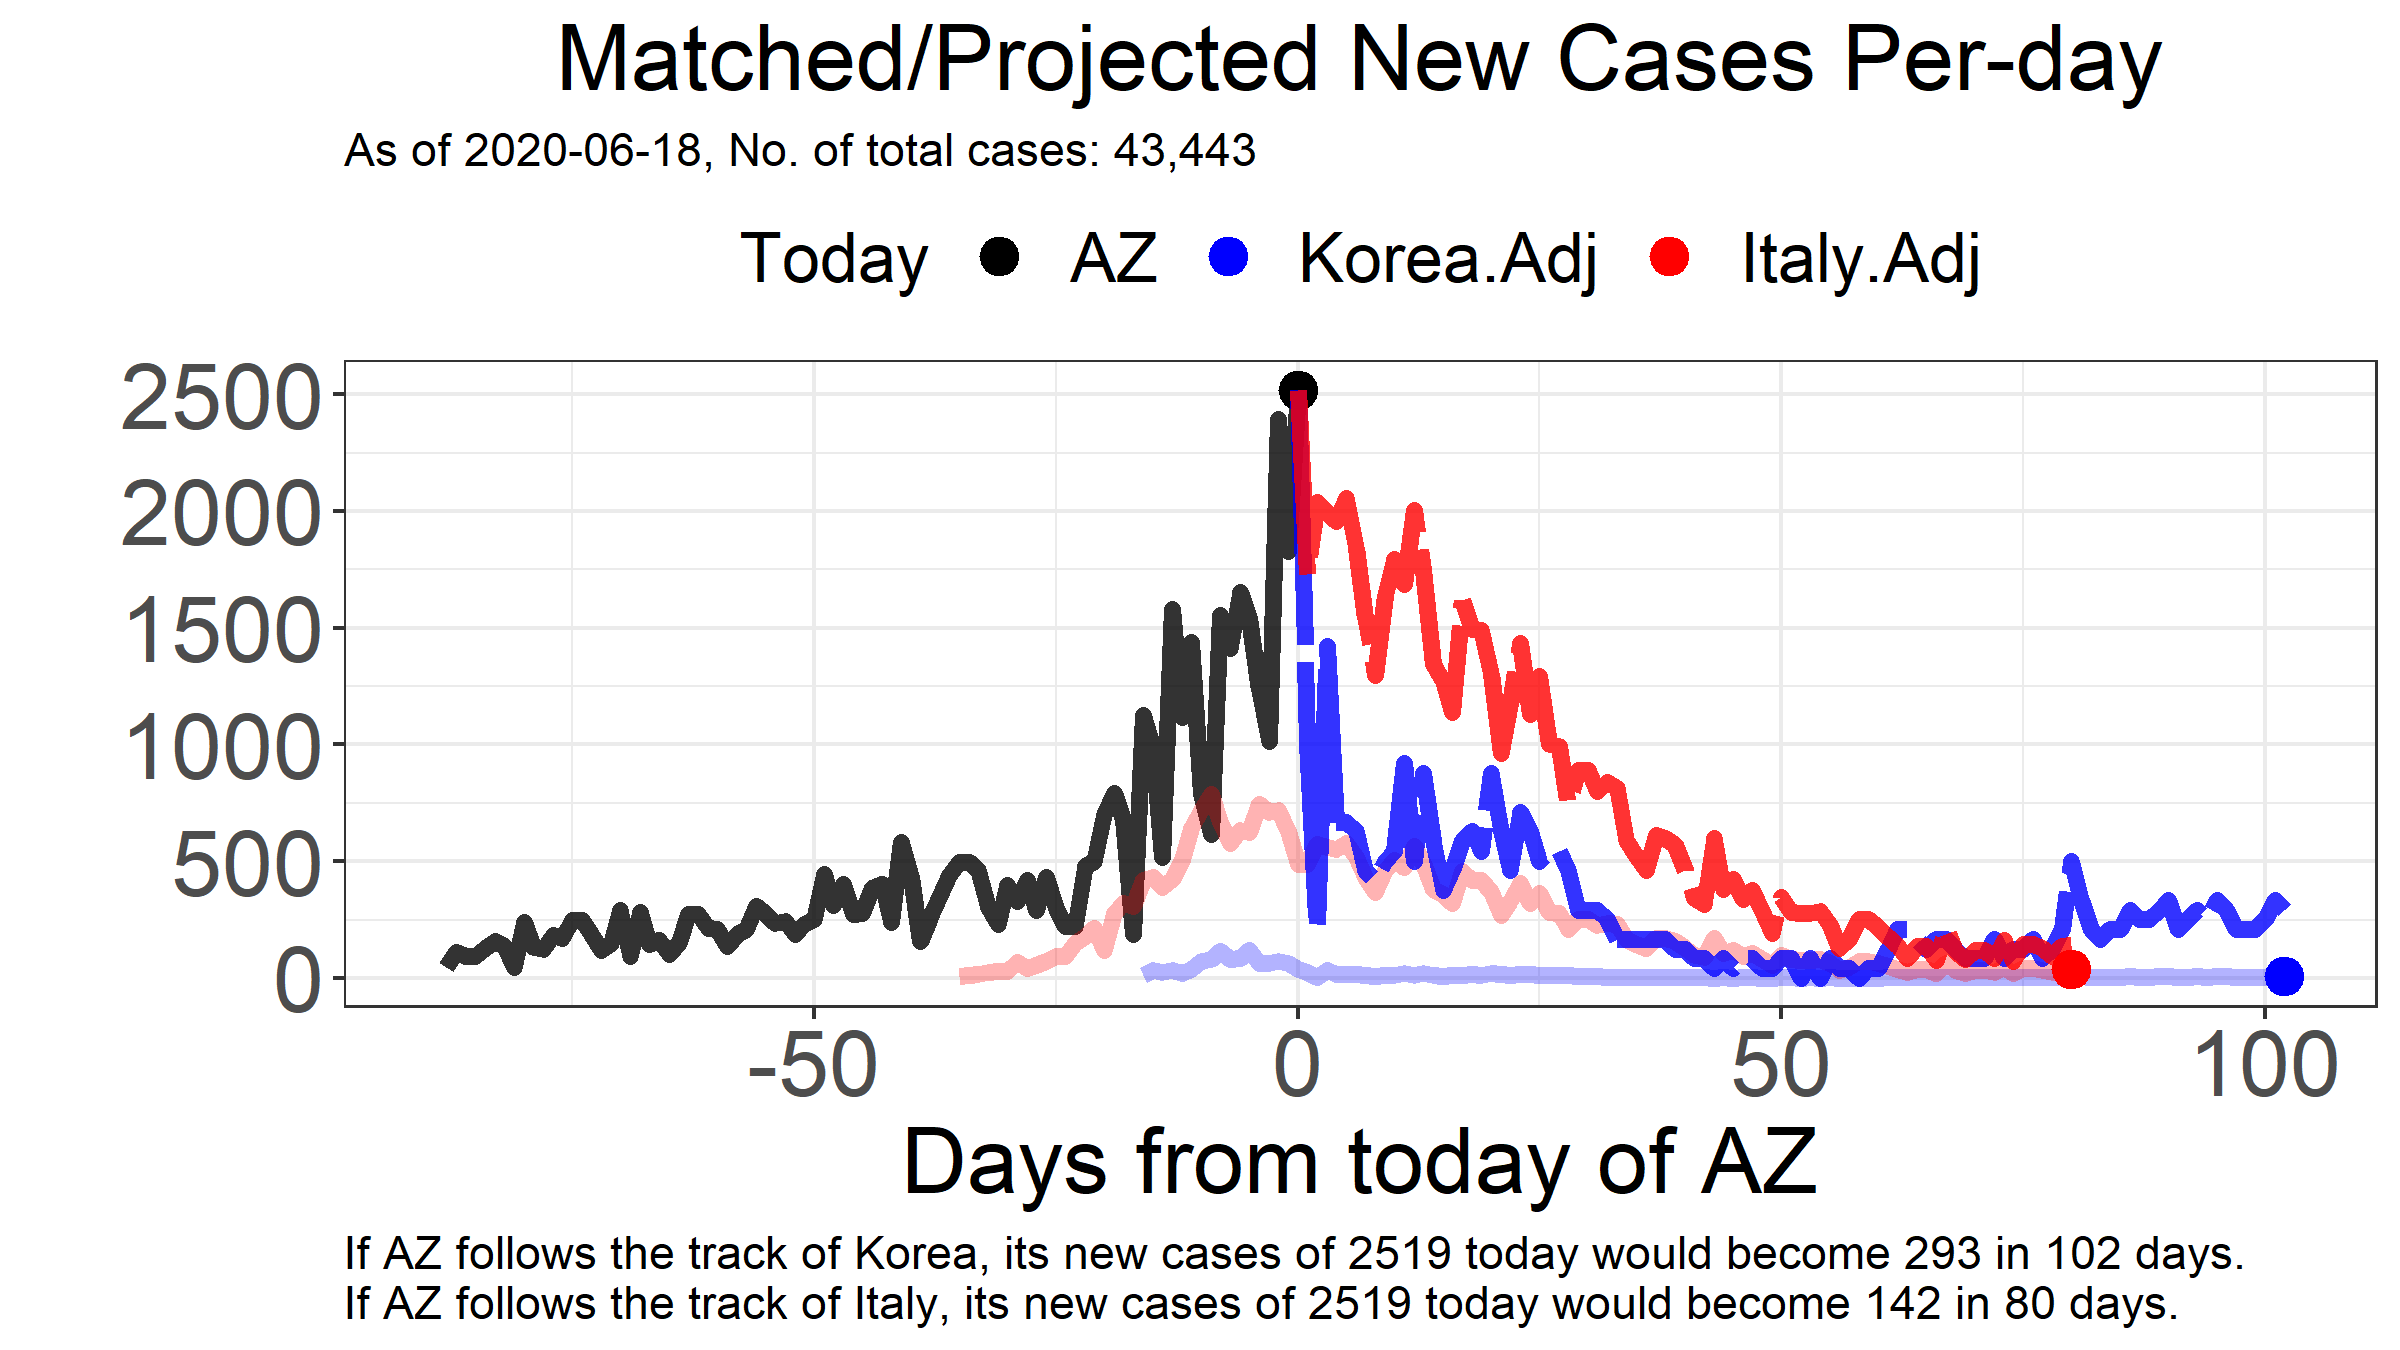 Matched/Projected New Cases Per-day
As of 2020-06-18, No. of total cases: 43,443
Today AZ Korea.Adj Italy.Adj
2500
2000
1500
1000
500
0
-50 0 50 100
Days from today of AZ
If AZ follows the track of Korea, its new cases of 2519 today would become 293 in 102 days.
If AZ follows the track of Italy, its new cases of 2519 today would become 142 in 80 days.